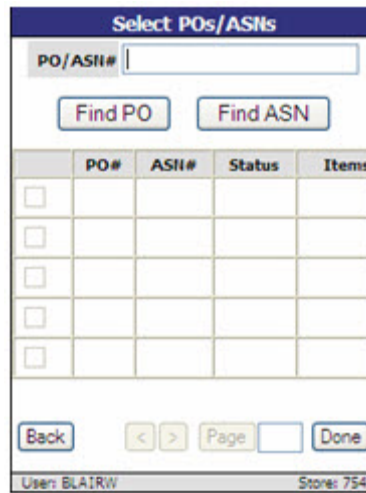 Select POs/ASNs
PO/ASN#
Find PO Find ASN
PO# ASN# Status Items
Back < > Page Done
User: BLAIRW Store: 754